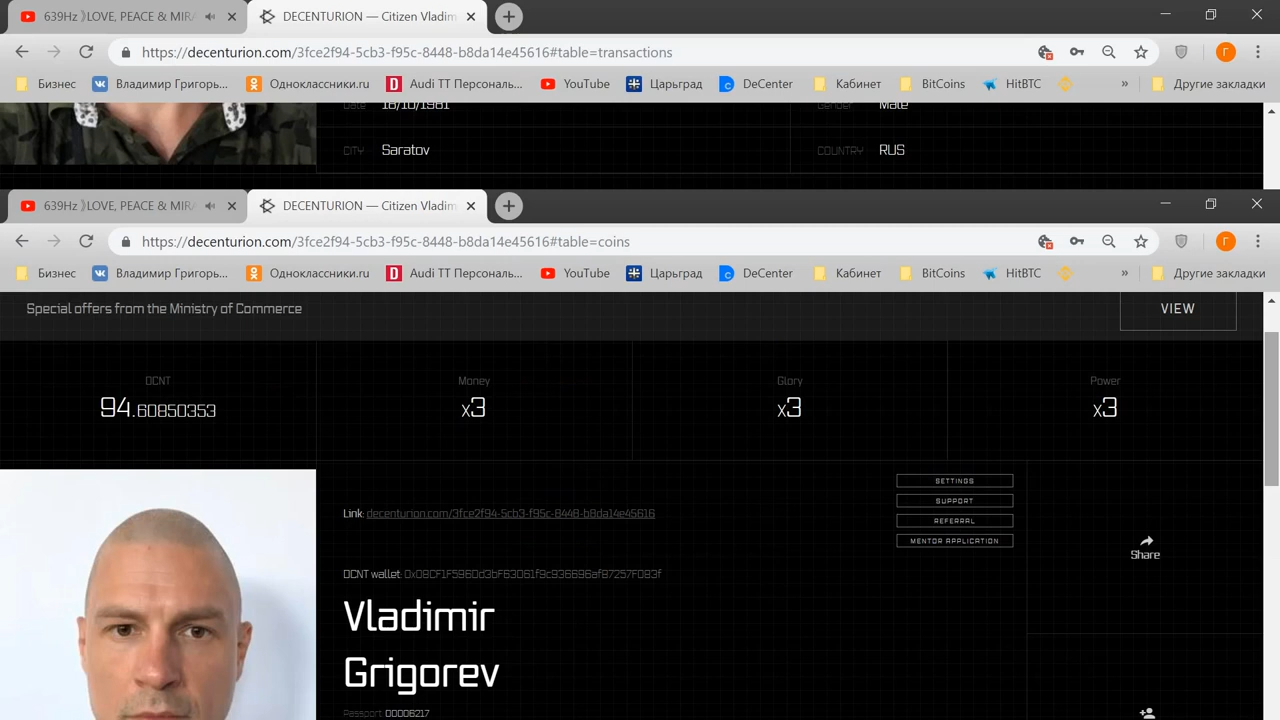 639Hz 》LOVE, PEACE & MIRA
DECENTURION — Citizen Vladim
https://decenturion.com/3fce2f94-5cb3-f95c-8448-b8da14e45616#table=transactions
Г
Бизнес
Владимир Григорь...
Одноклассники.ru
Audi TT Персональ...
YouTube
Царьград
DeCenter
Кабинет
BitCoins
HitBTC
»
Другие закладки
Date 18/10/1981
Gender Male
CITY Saratov
COUNTRY RUS
639Hz 》LOVE, PEACE & MIRA
DECENTURION — Citizen Vladim
https://decenturion.com/3fce2f94-5cb3-f95c-8448-b8da14e45616#table=coins
Г
Бизнес
Владимир Григорь...
Одноклассники.ru
Audi TT Персональ...
YouTube
Царьград
DeCenter
Кабинет
BitCoins
HitBTC
»
Другие закладки
Special offers from the Ministry of Commerce
VIEW
DCNT
94.60850353
Money
x3
Glory
x3
Power
x3
SETTINGS
SUPPORT
REFERRAL
MENTOR APPLICATION
Link: decenturion.com/3fce2f94-5cb3-f95c-8448-b8da14e45616
Share
DCNT wallet:
Vladimir
Grigorev
Passport: 00006217